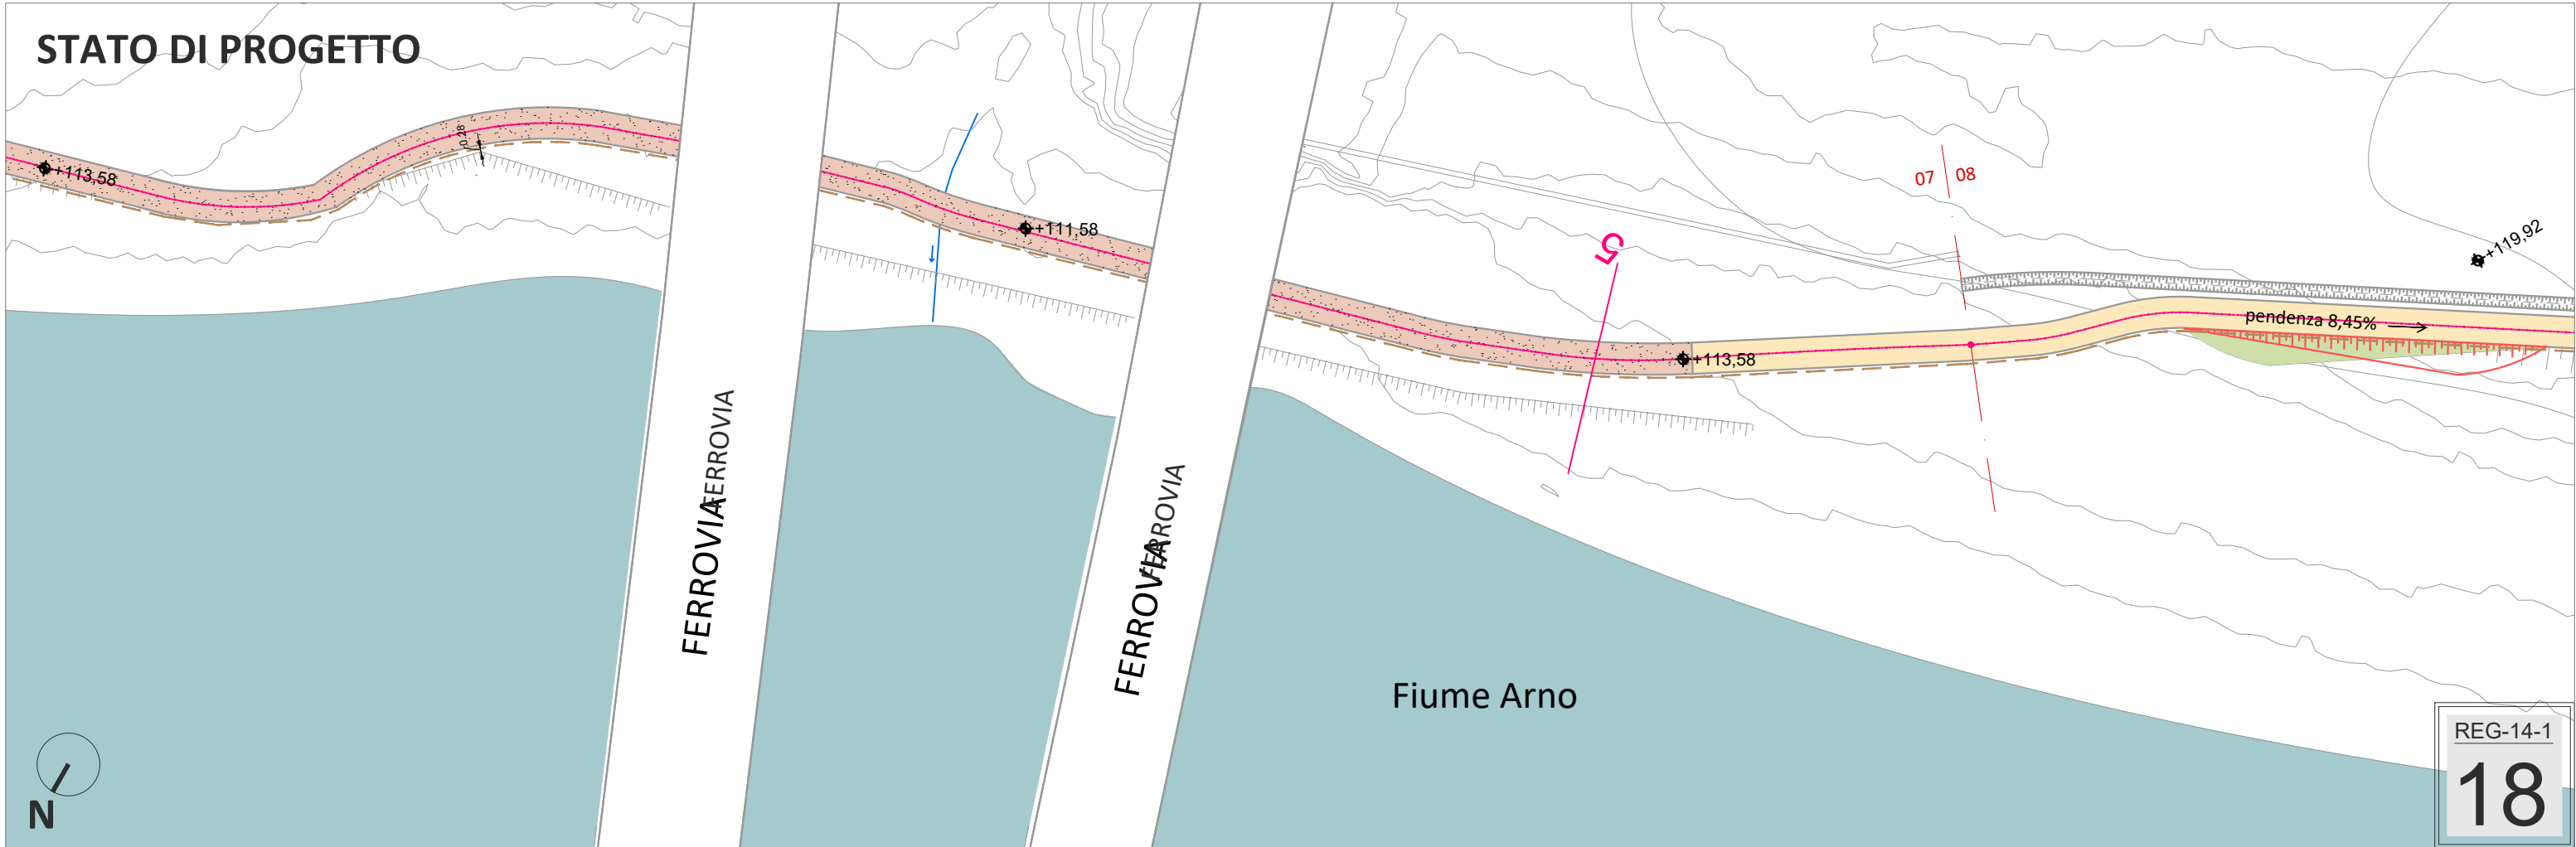 STATO DI PROGETTO
+113,58
0,28
+111,58
07
08
5
+119,92
pendenza 8,45%
+113,58
FERROVIA
FERROVIA
FERROVIA
FERROVIA
Fiume Arno
REG-14-1
18
N